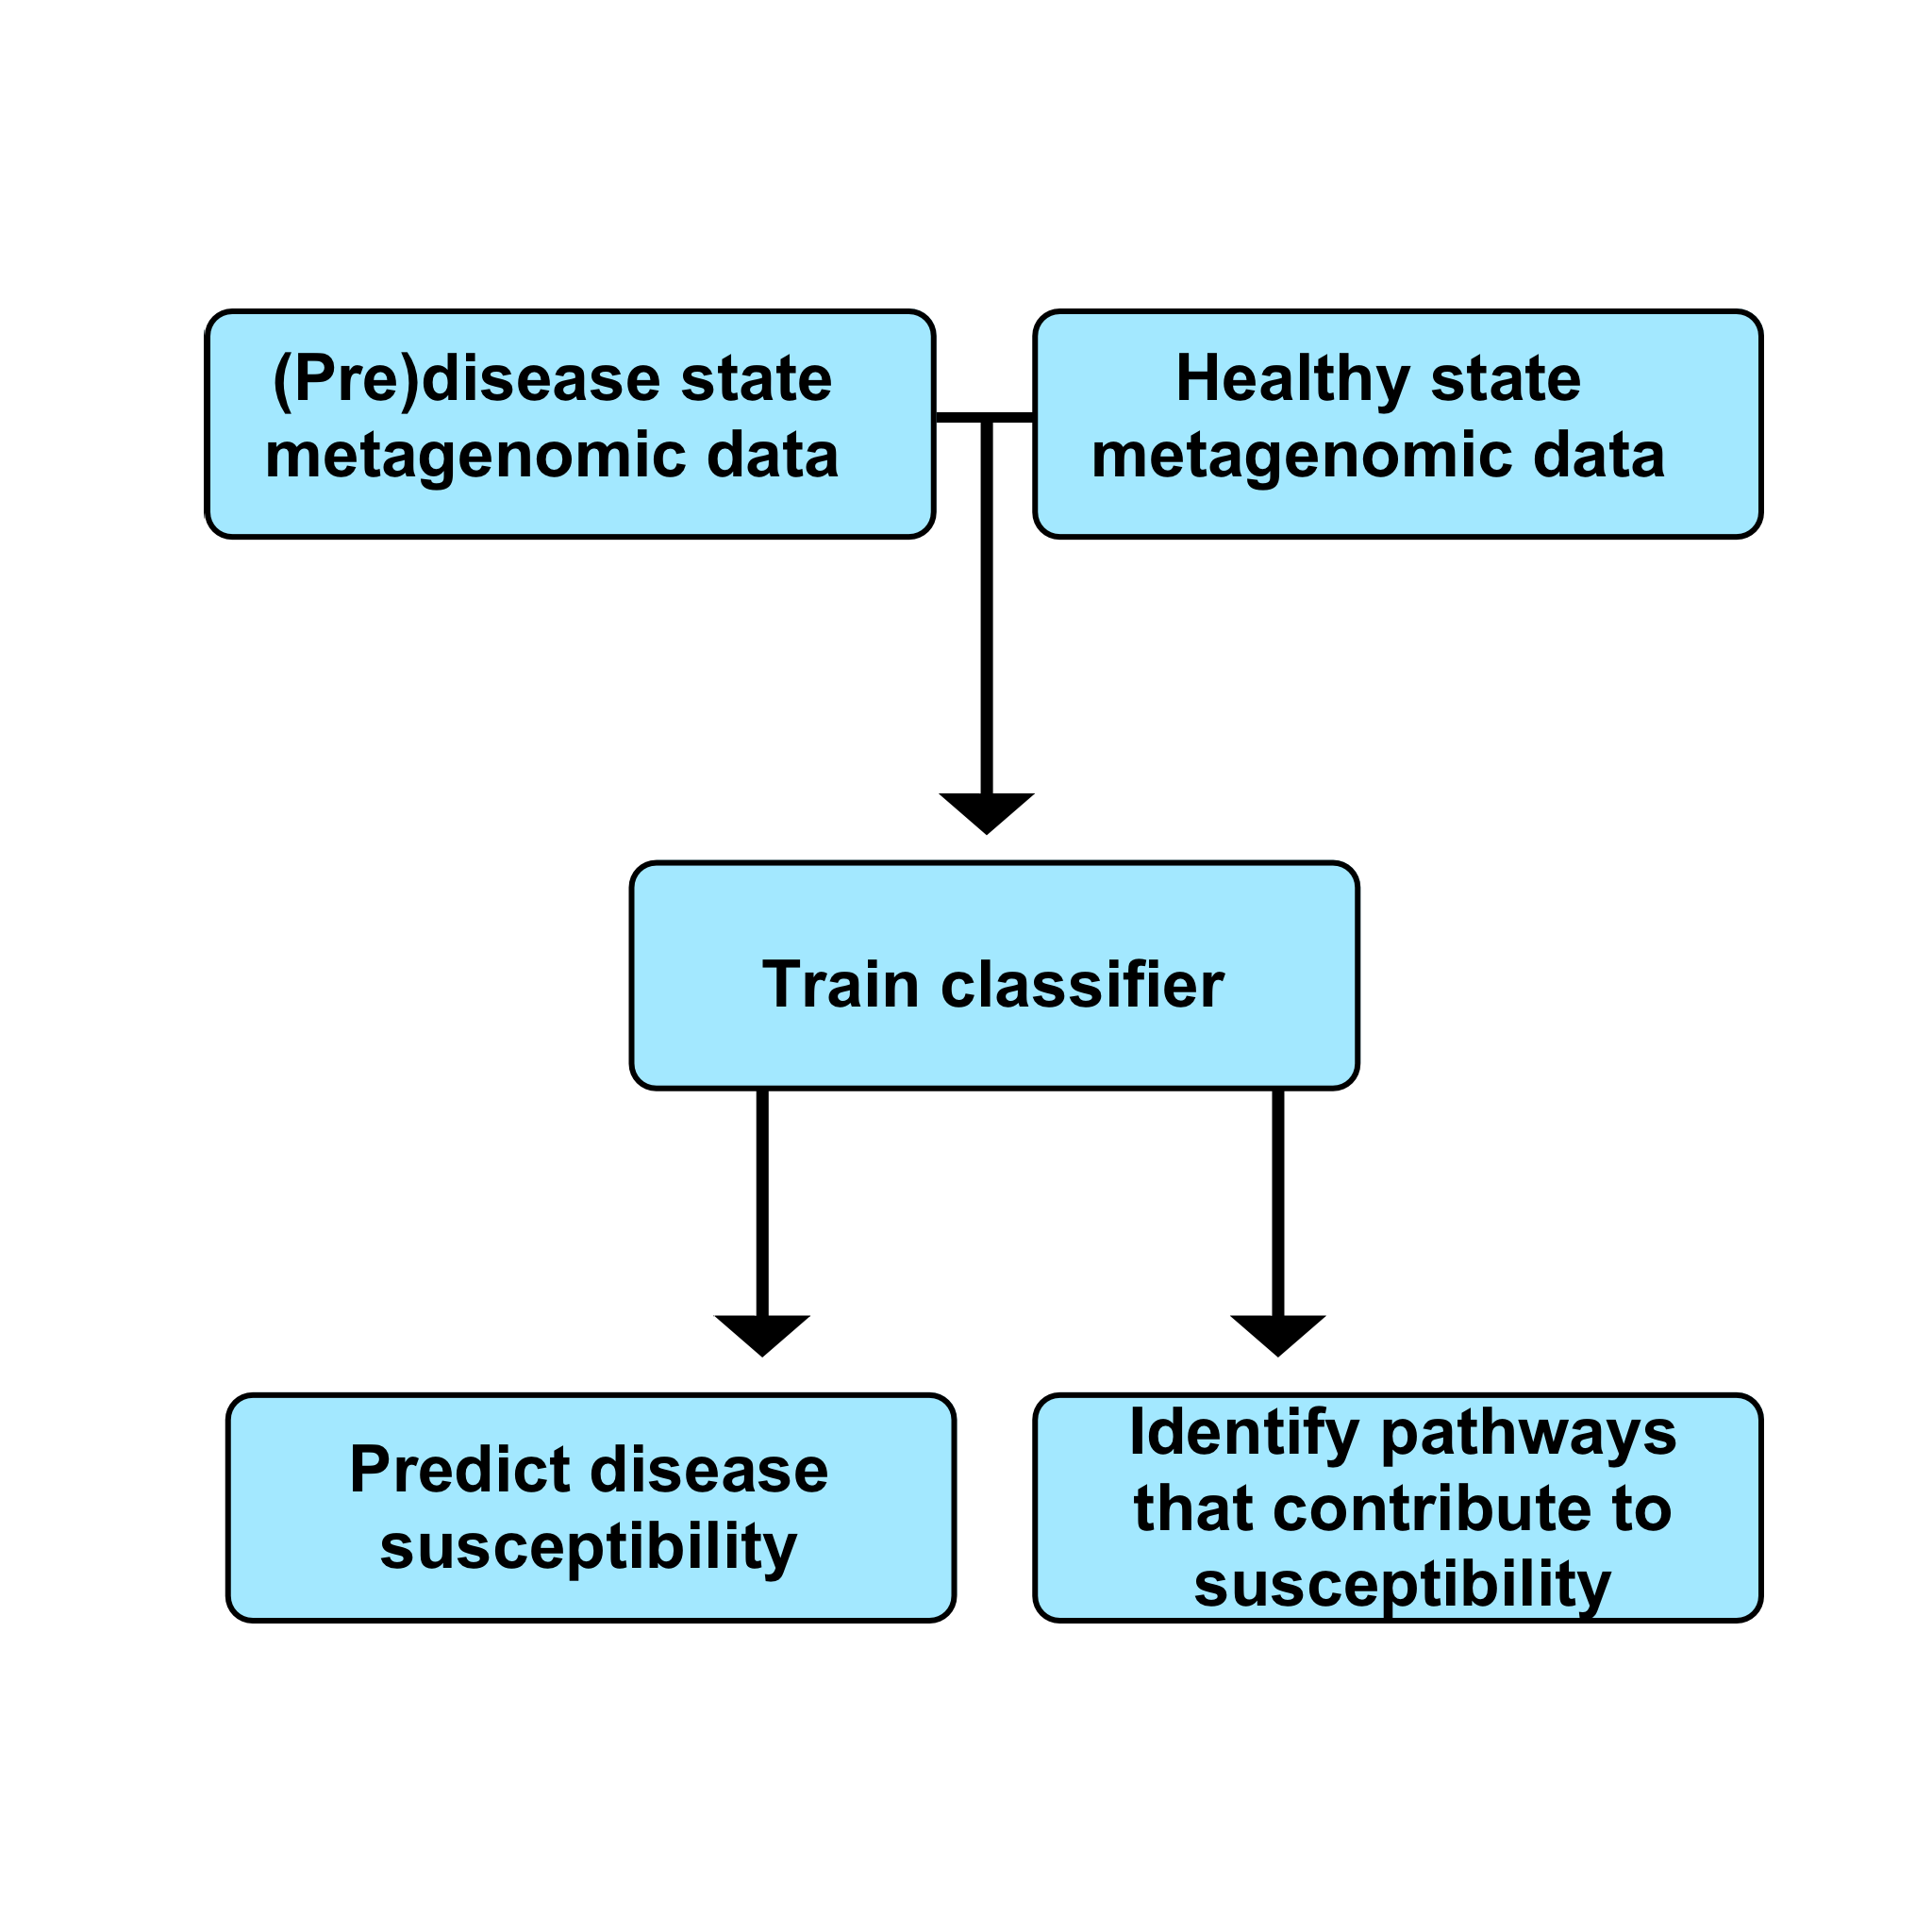 (Pre)disease state
metagenomic data
Healthy state
metagenomic data
Train classifier
Predict disease
susceptibility
Identify pathways
that contribute to
susceptibility